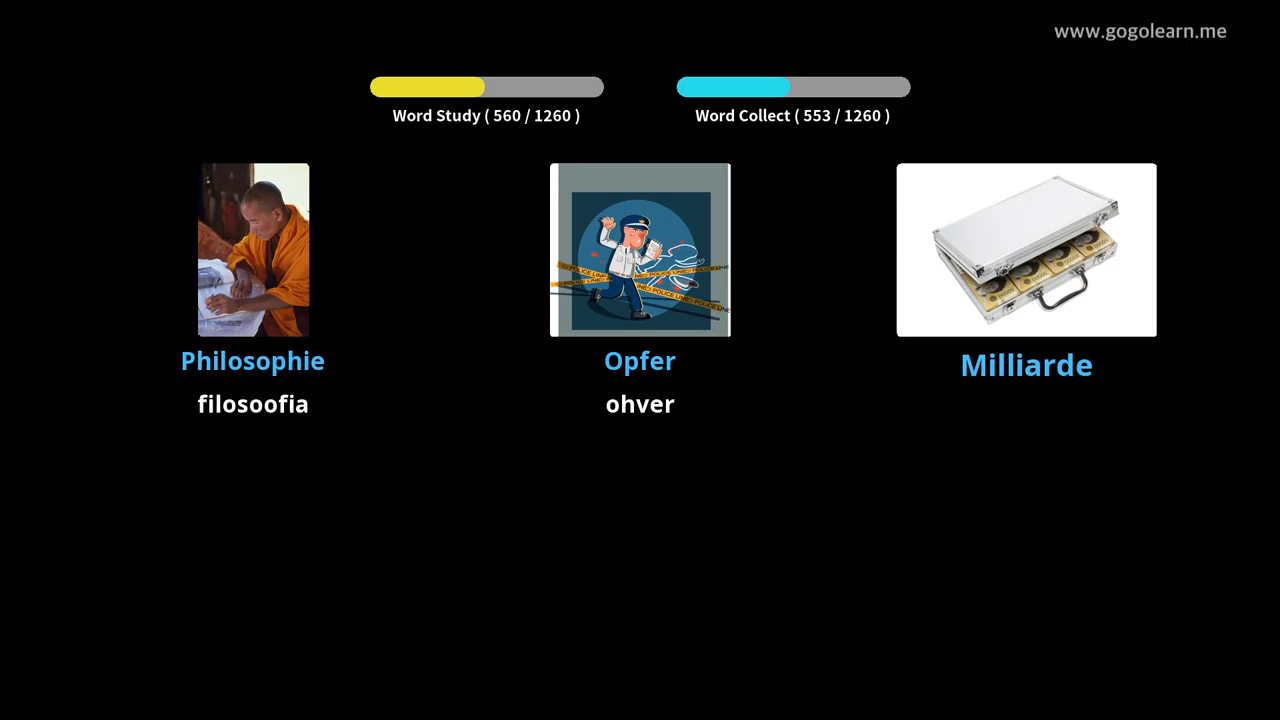 www.gogolearn.me
Word Study ( 560 / 1260 )
Word Collect ( 553 / 1260 )
Philosophie
Opfer
Milliarde
filosoofia
ohver